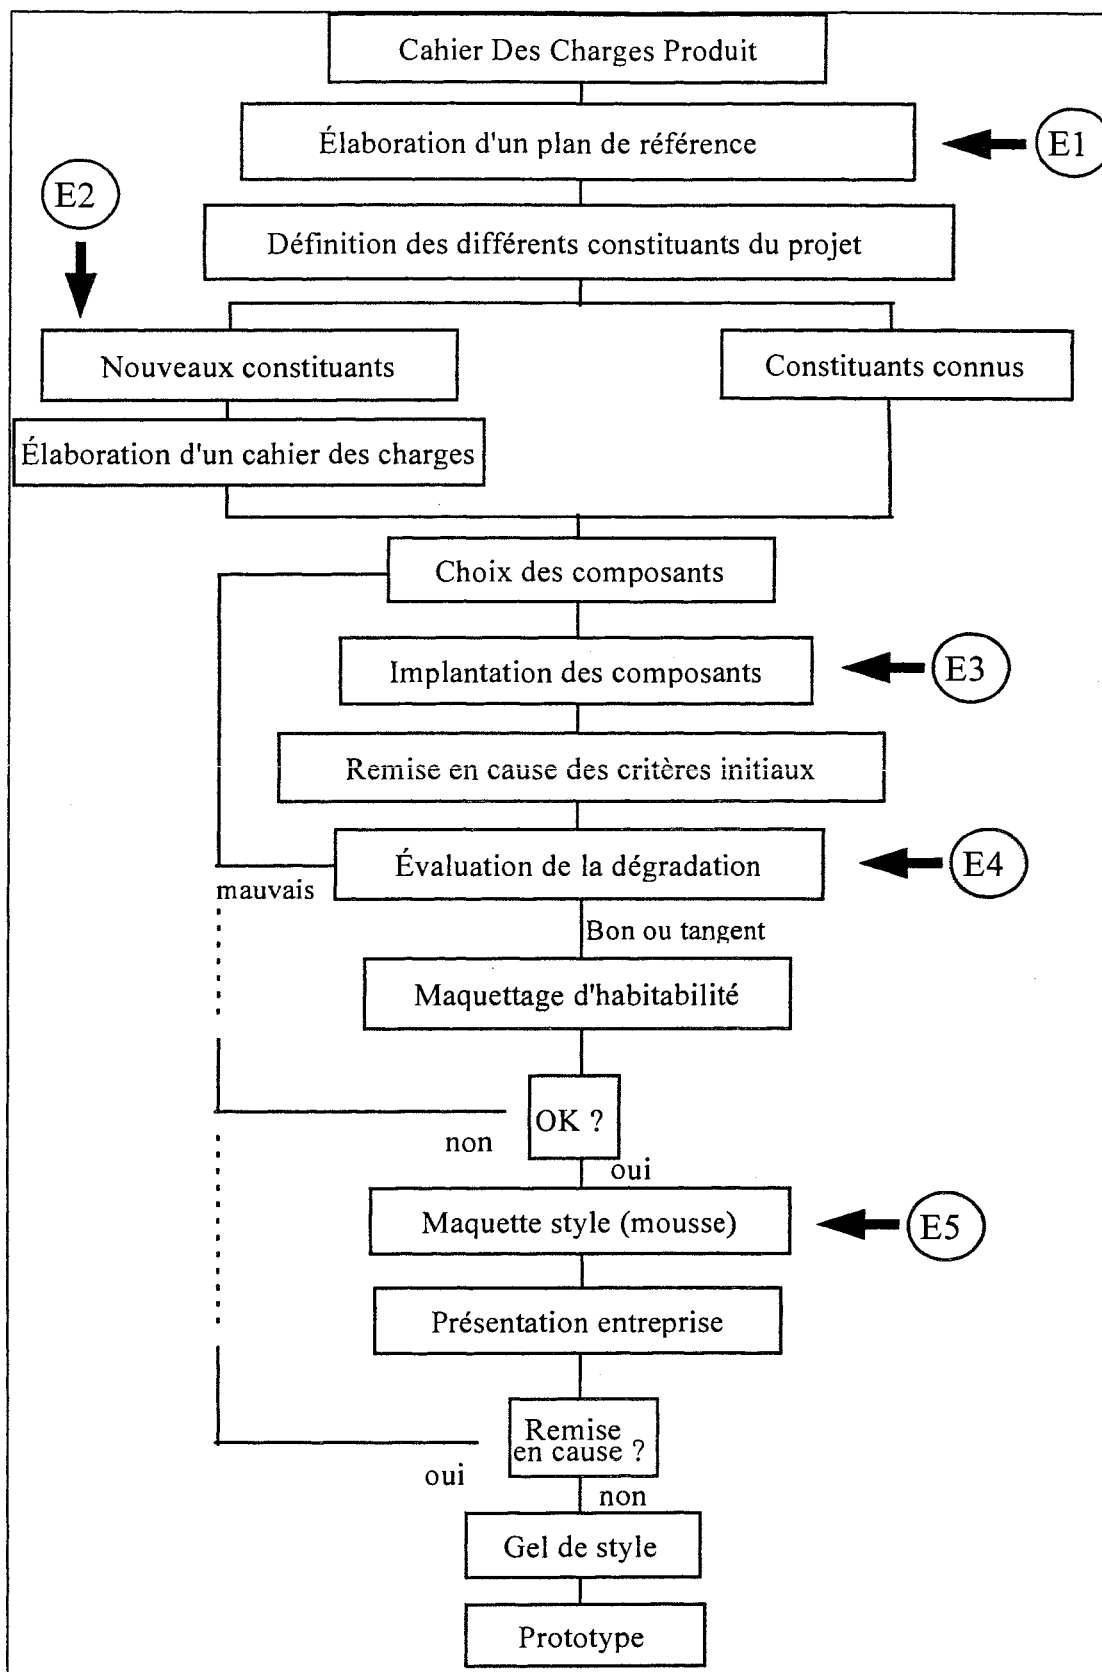 Cahier Des Charges Produit
Élaboration d'un plan de référence
E1
E2
Définition des différents constituants du projet
Nouveaux constituants
Constituants connus
Élaboration d'un cahier des charges
Choix des composants
Implantation des composants
E3
Remise en cause des critères initiaux
Évaluation de la dégradation
E4
mauvais
Bon ou tangent
Maquettage d'habitabilité
OK ?
non
oui
Maquette style (mousse)
E5
Présentation entreprise
Remise
en cause ?
oui
non
Gel de style
Prototype